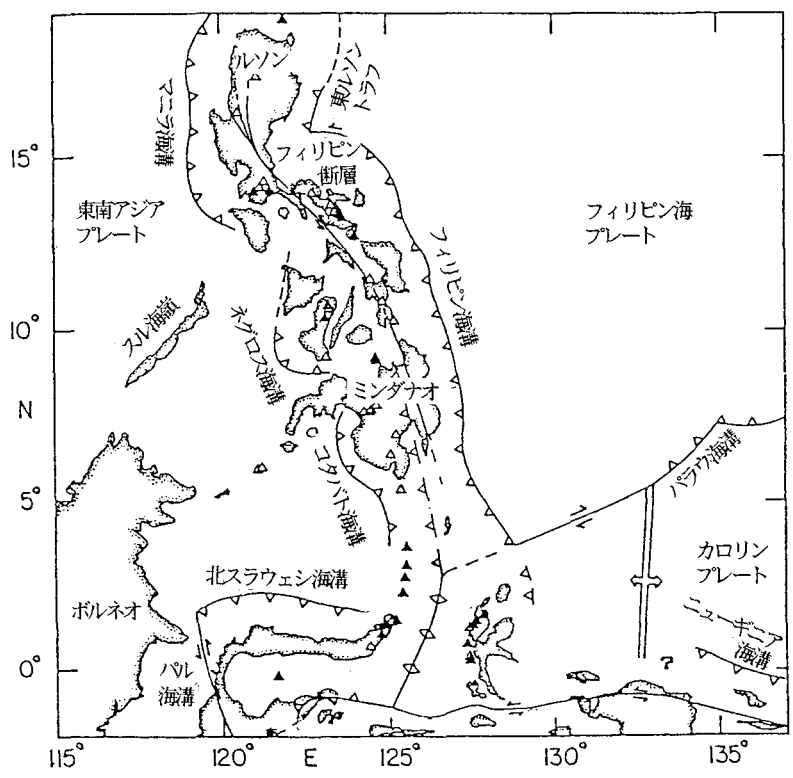 ルソン
東ルソン
トラフ
マニラ海溝
15°
フィリピン
断層
東南アジア
プレート
フィリピン海
プレート
フィリピン海溝
スル海嶺
10°
ネグロス海溝
N
ミンダナオ
コタバト海溝
パラウ海溝
5°
北スラウェシ海溝
カロリン
プレート
ボルネオ
ニューギニア
海溝
パル
海溝
0°
?
115°
120°
E
125°
130°
135°